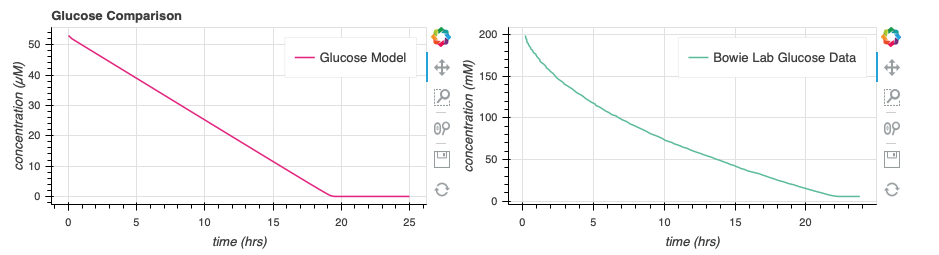 Glucose Comparison
concentration (µM)
50
40
30
20
10
0
Glucose Model
0 5 10 15 20 25
time (hrs)
concentration (mM)
200
150
100
50
0
Bowie Lab Glucose Data
0 5 10 15 20
time (hrs)